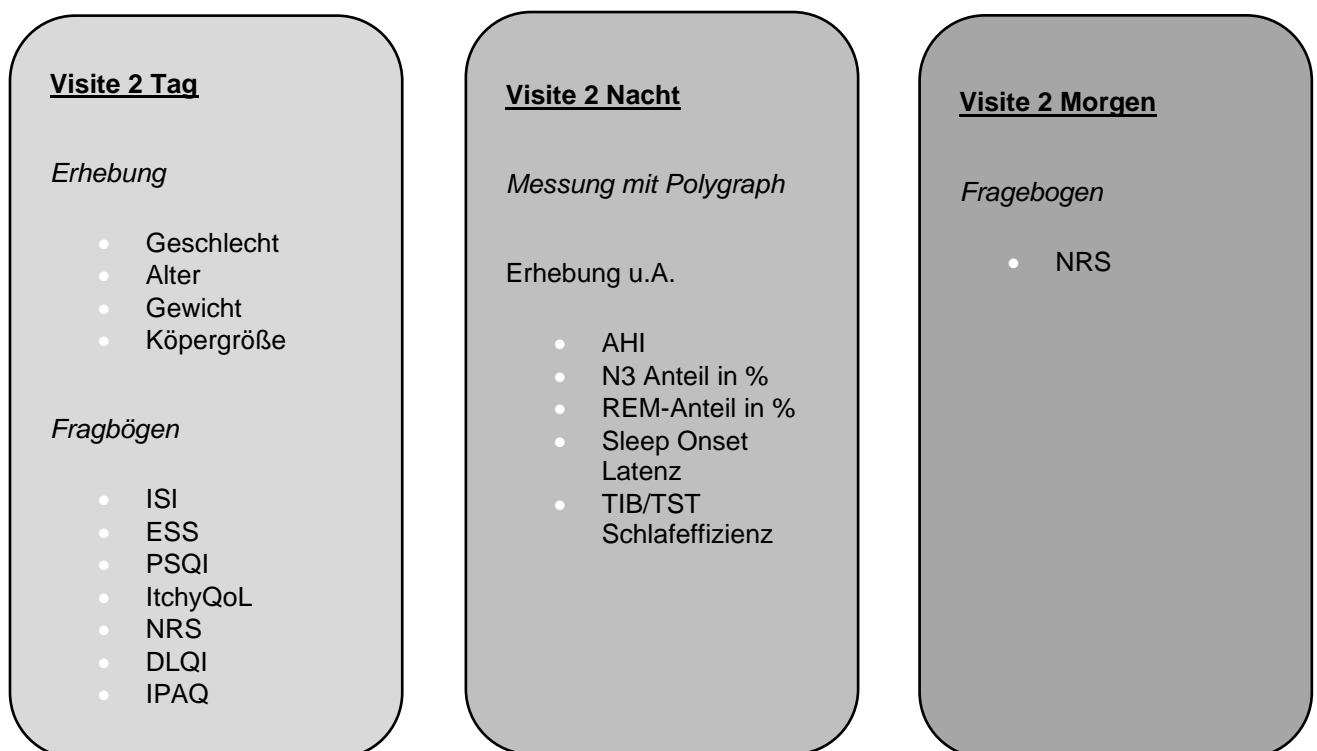 Visite 2 Tag
Erhebung
Geschlecht
Alter
Gewicht
Köpergröße
Fragbögen
ISI
ESS
PSQI
ItchyQoL
NRS
DLQI
IPAQ
Visite 2 Nacht
Messung mit Polygraph
Erhebung u.A.
AHI
N3 Anteil in %
REM-Anteil in %
Sleep Onset
Latenz
TIB/TST
Schlafeffizienz
Visite 2 Morgen
Fragebogen
NRS